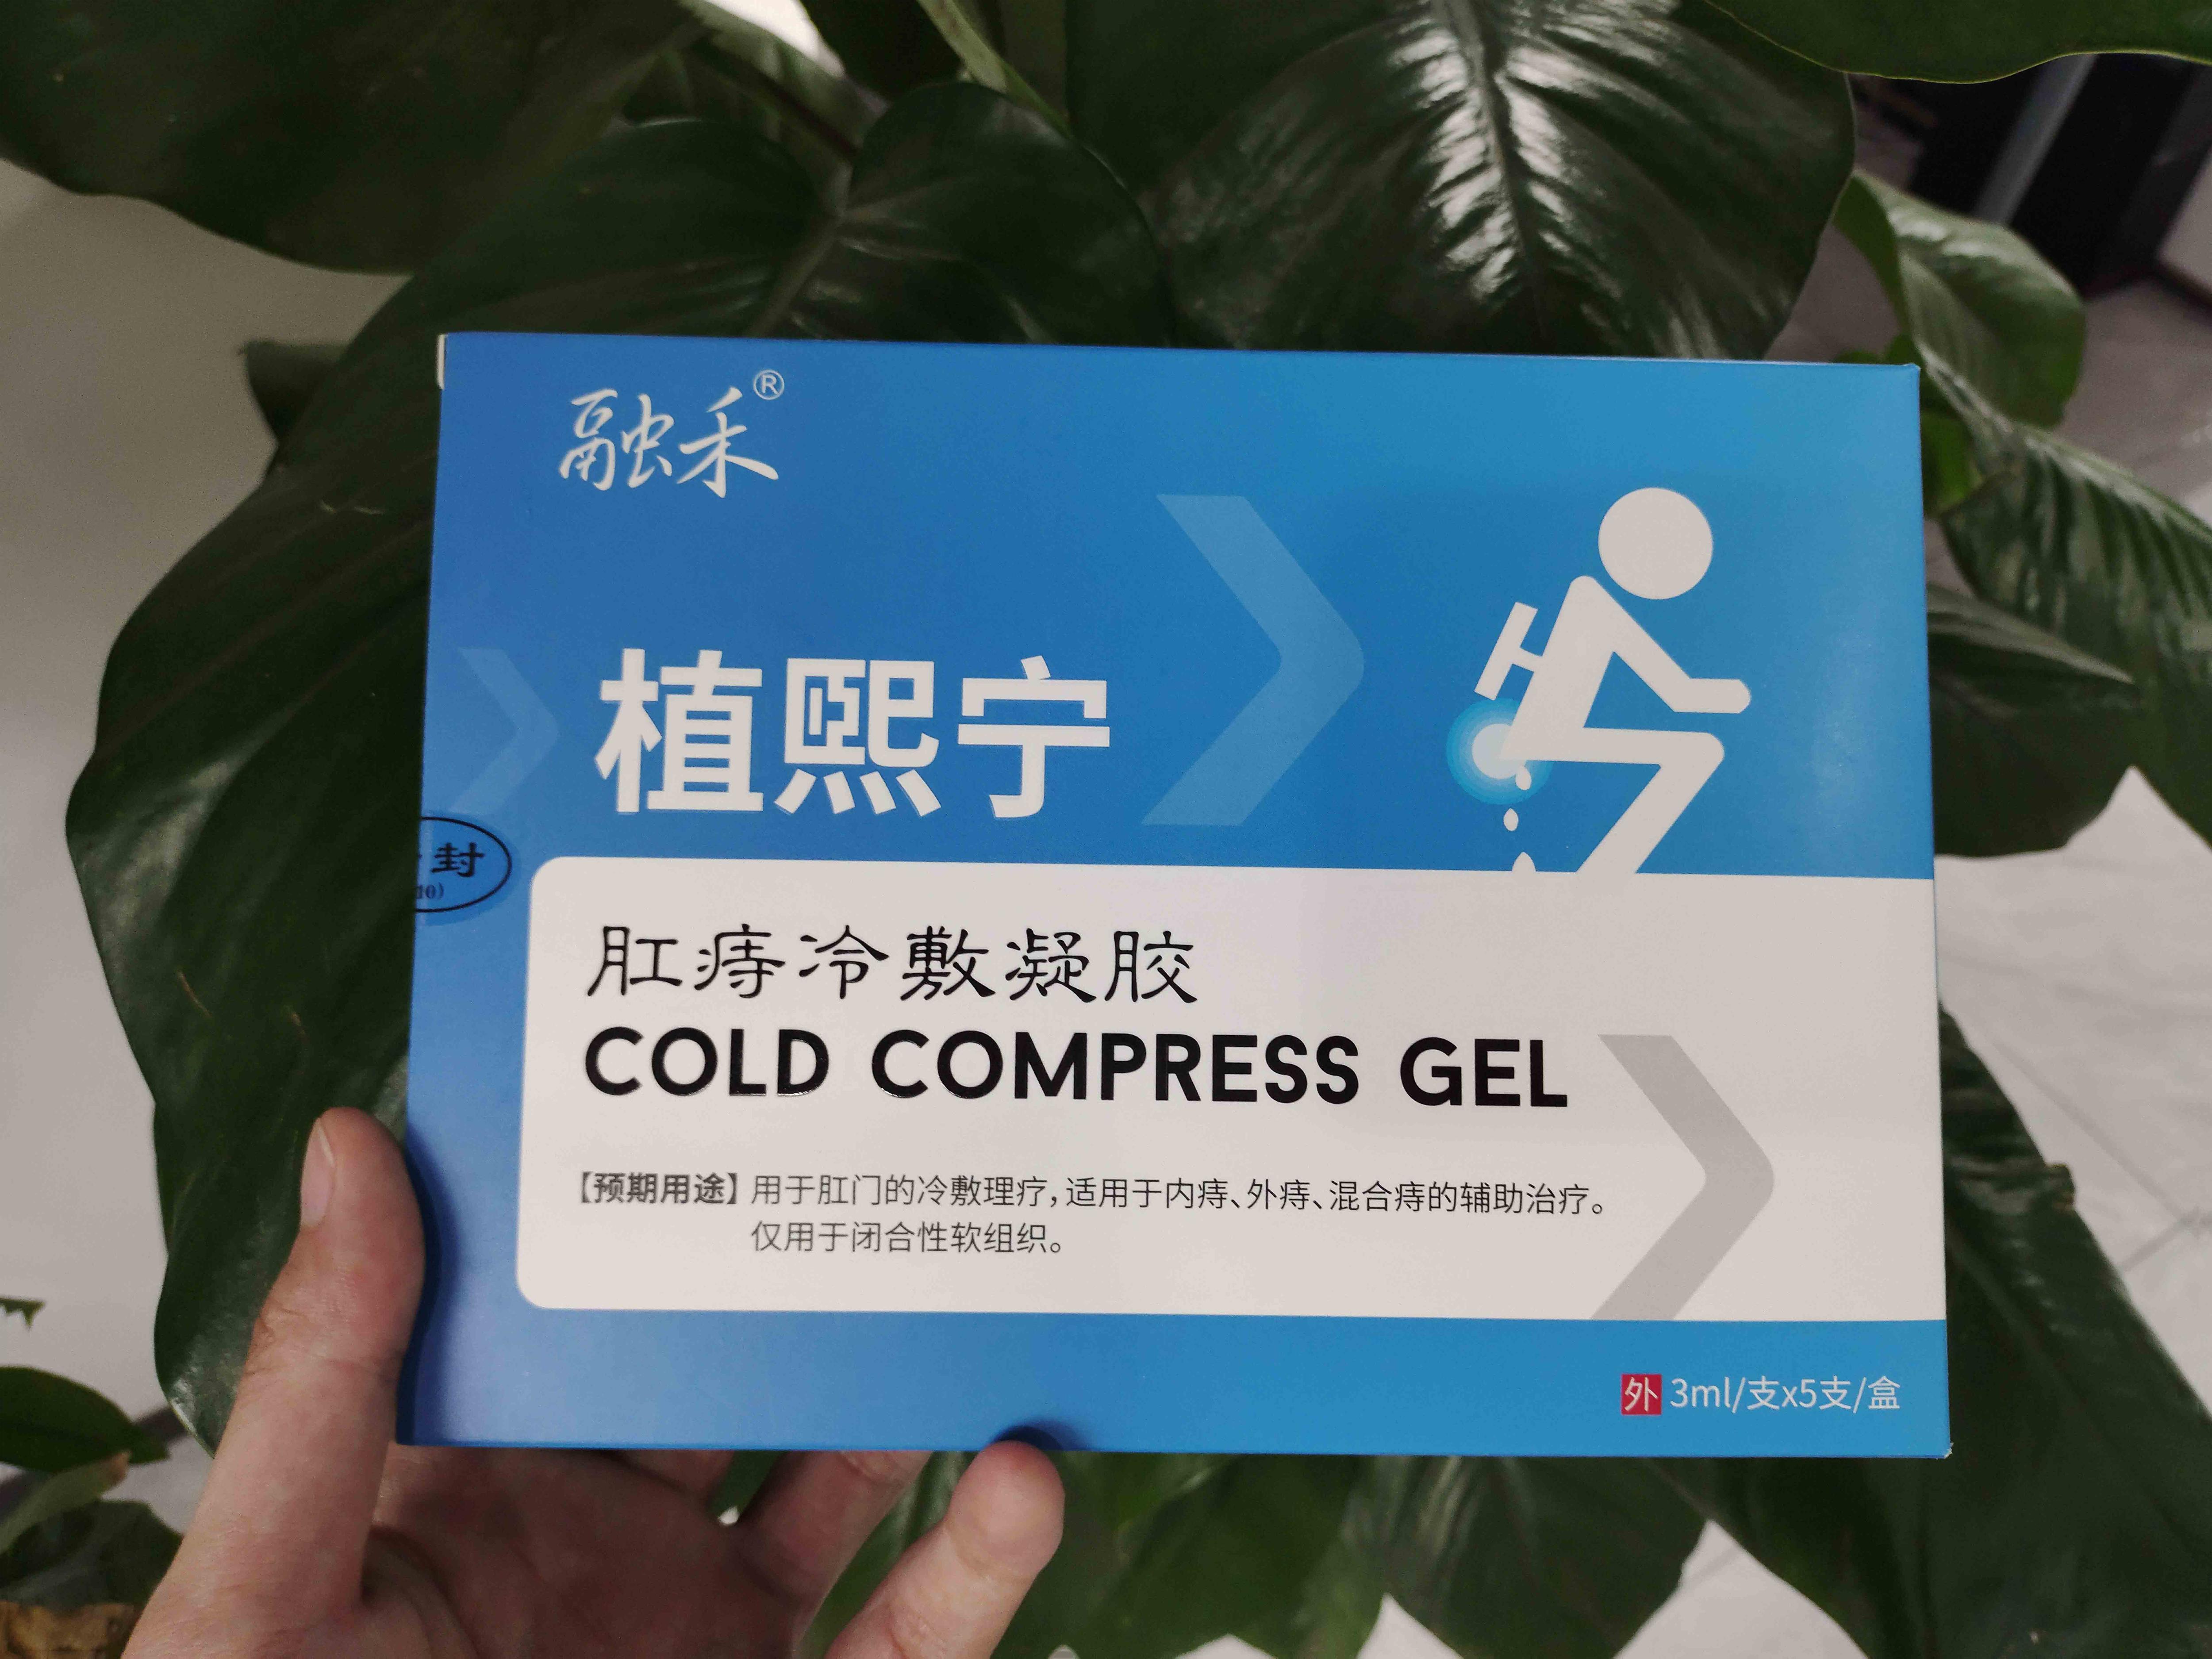 融禾®
植熙宁
封
10)
肛痔冷敷凝胶
COLD COMPRESS GEL
【预期用途】用于肛门的冷敷理疗，适用于内痔、外痔、混合痔的辅助治疗。
仅用于闭合性软组织。
外 3ml/支x5支/盒